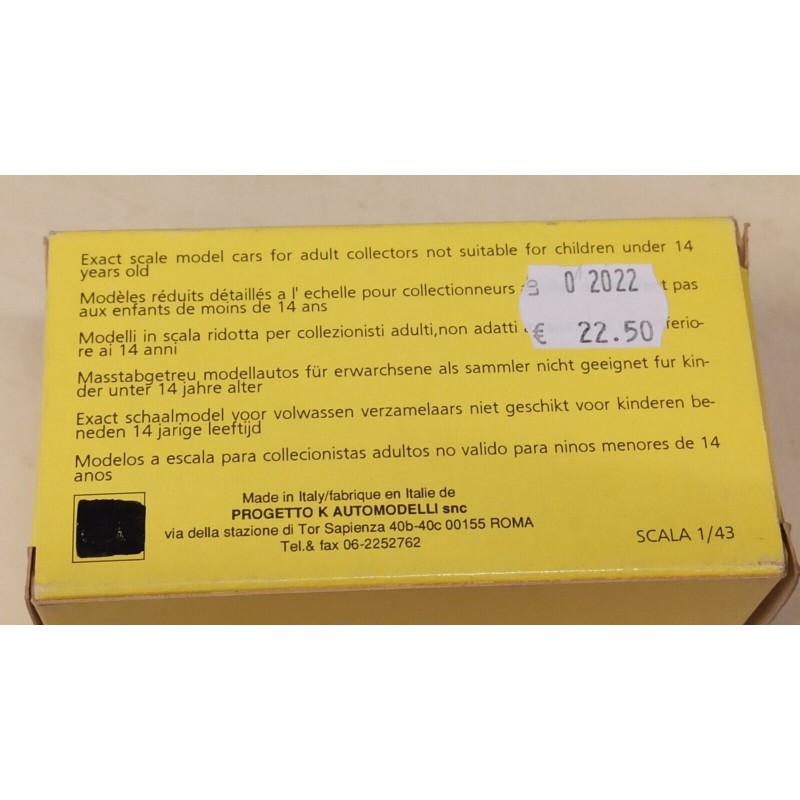 Exact scale model cars for adult collectors not suitable for children under 14
years old
Modèles réduits détaillés a l' echelle pour collectionneurs pas
aux enfants de moins de 14 ans
Modelli in scala ridotta per collezionisti adulti,non adatti ferio-
re ai 14 anni
Masstabgetreu modellautos für erwarchsene als sammler nicht geeignet fur kin-
der unter 14 jahre alter
Exact schaalmodel voor volwassen verzamelaars niet geschikt voor kinderen be-
neden 14 jarige leeftijd
Modelos a escala para collecionistas adultos no valido para ninos menores de 14
anos
0 2022
€ 22.50
Made in Italy/fabrique en Italie de
PROGETTO K AUTOMODELLI snc
via della stazione di Tor Sapienza 40b-40c 00155 ROMA
Tel.& fax 06-2252762
SCALA 1/43